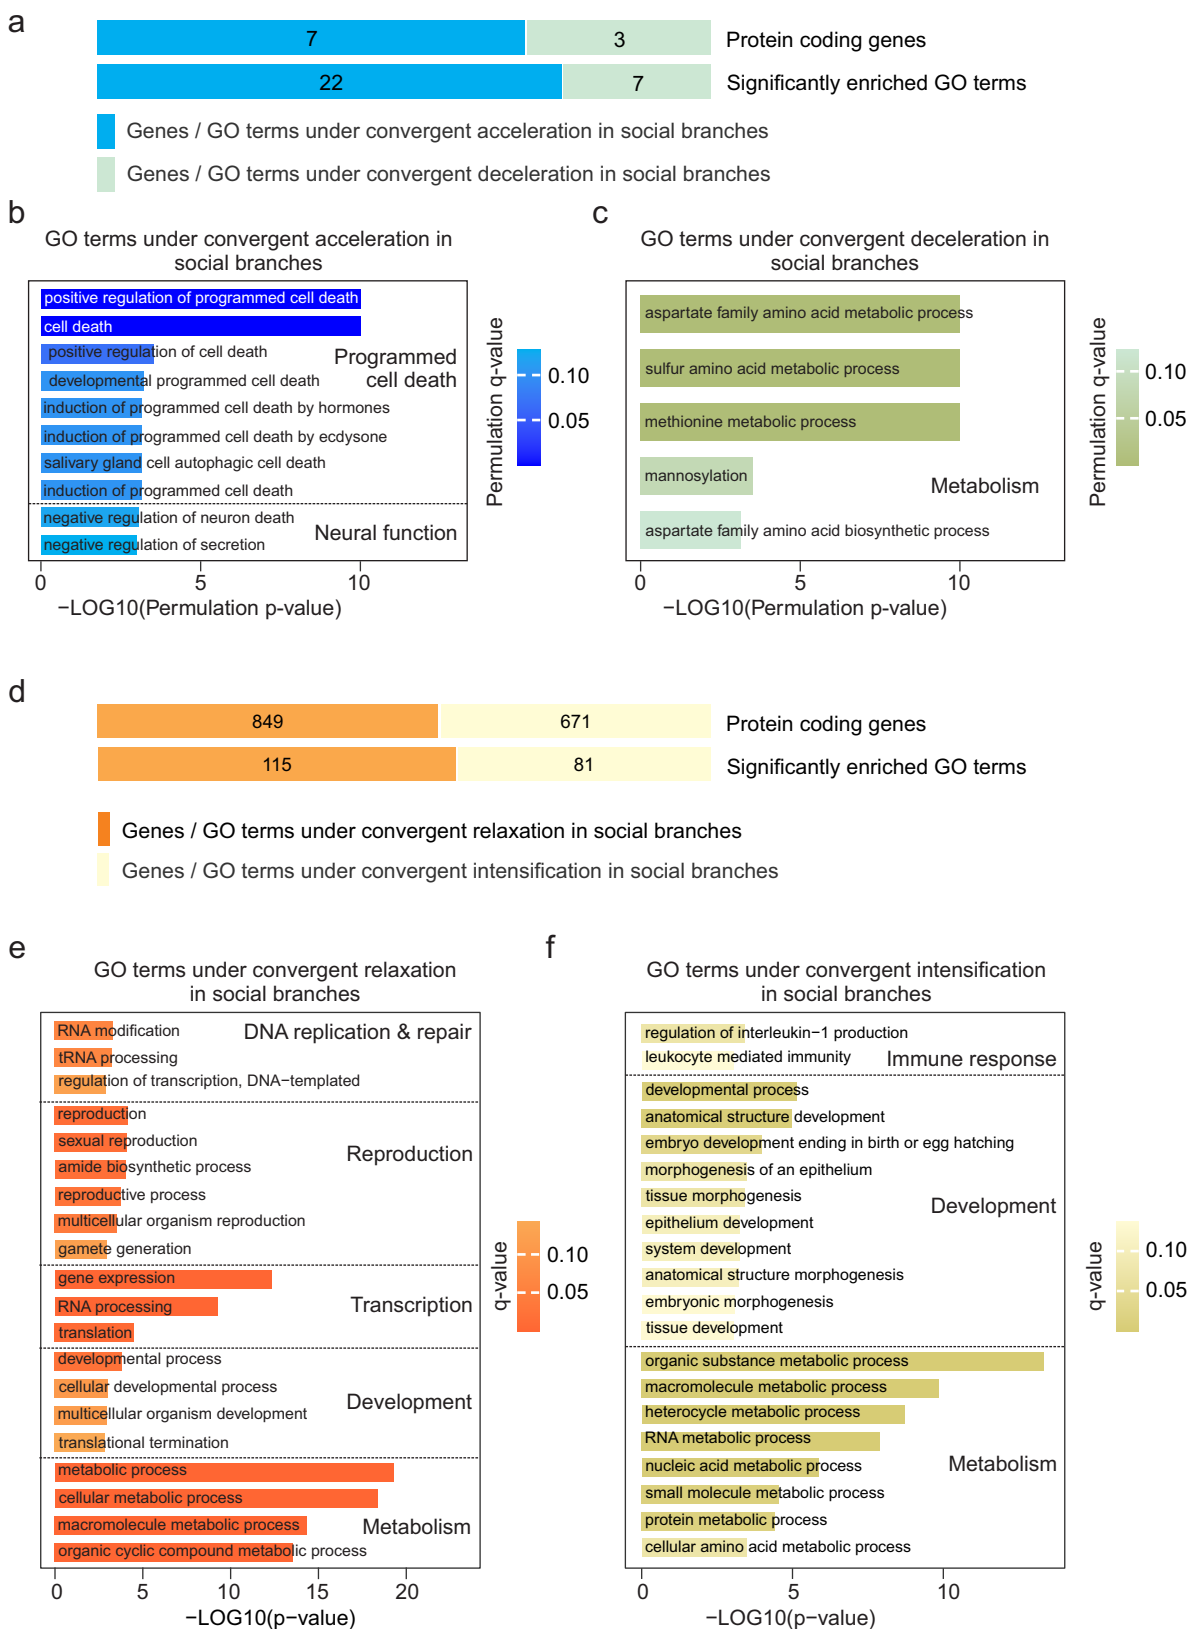 a
7
3
Protein coding genes
22
7
Significantly enriched GO terms
Genes / GO terms under convergent acceleration in social branches
Genes / GO terms under convergent deceleration in social branches
b
GO terms under convergent acceleration in
social branches
positive regulation of programmed cell death
cell death
positive regulation of cell death
developmental programmed cell death
induction of programmed cell death by hormones
induction of programmed cell death by ecdysone
salivary gland cell autophagic cell death
induction of programmed cell death
Programmed
cell death
negative regulation of neuron death
negative regulation of secretion
Neural function
0
5
10
−LOG10(Permulation p-value)
Permulation q-value
0.10
0.05
c
GO terms under convergent deceleration in
social branches
aspartate family amino acid metabolic process
sulfur amino acid metabolic process
methionine metabolic process
mannosylation
aspartate family amino acid biosynthetic process
Metabolism
0
5
10
−LOG10(Permulation p-value)
Permulation q-value
0.10
0.05
d
849
671
Protein coding genes
115
81
Significantly enriched GO terms
Genes / GO terms under convergent relaxation in social branches
Genes / GO terms under convergent intensification in social branches
e
GO terms under convergent relaxation
in social branches
RNA modification
tRNA processing
regulation of transcription, DNA−templated
DNA replication & repair
reproduction
sexual reproduction
amide biosynthetic process
reproductive process
multicellular organism reproduction
gamete generation
Reproduction
gene expression
RNA processing
translation
Transcription
developmental process
cellular developmental process
multicellular organism development
translational termination
Development
metabolic process
cellular metabolic process
macromolecule metabolic process
organic cyclic compound metabolic process
Metabolism
0
5
10
15
20
−LOG10(p−value)
q-value
0.10
0.05
f
GO terms under convergent intensification
in social branches
regulation of interleukin−1 production
leukocyte mediated immunity
Immune response
developmental process
anatomical structure development
embryo development ending in birth or egg hatching
morphogenesis of an epithelium
tissue morphogenesis
epithelium development
system development
anatomical structure morphogenesis
embryonic morphogenesis
tissue development
Development
organic substance metabolic process
macromolecule metabolic process
heterocycle metabolic process
RNA metabolic process
nucleic acid metabolic process
small molecule metabolic process
protein metabolic process
cellular amino acid metabolic process
Metabolism
0
5
10
−LOG10(p−value)
q-value
0.10
0.05